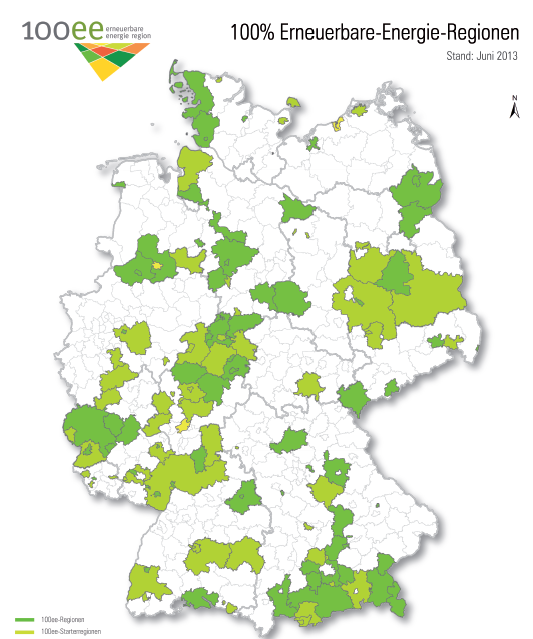 100ee erneuerbare
energie region
100% Erneuerbare-Energie-Regionen
Stand: Juni 2013
N
100ee-Regionen
100ee-Starterregionen